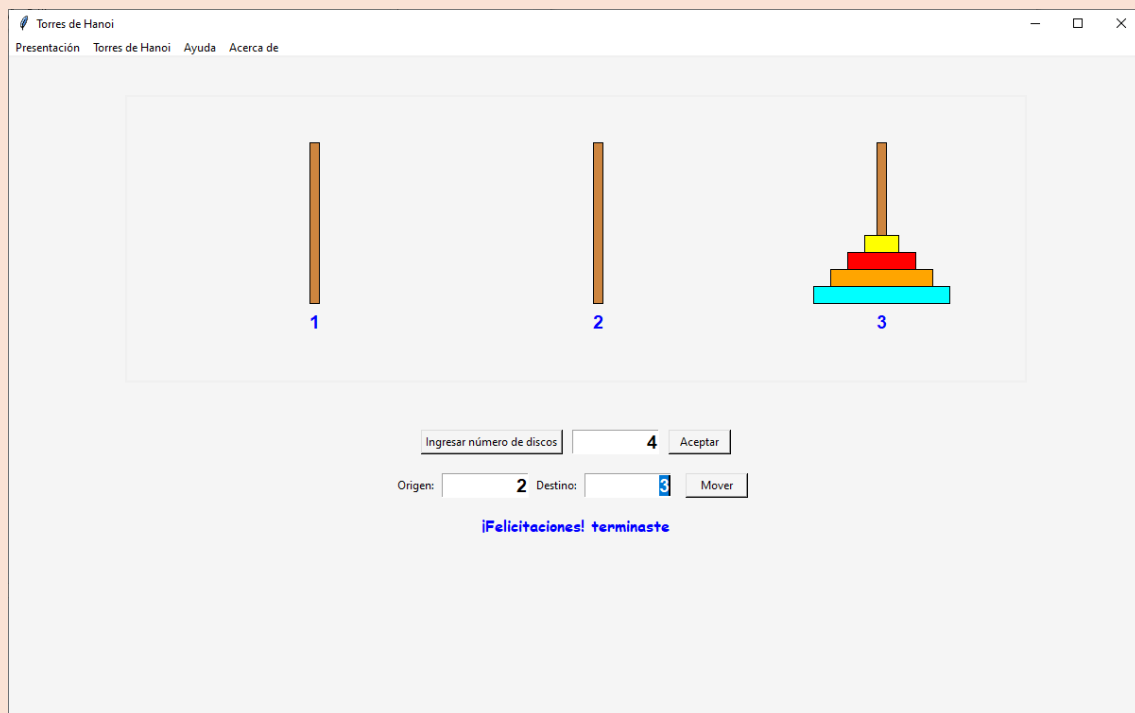 Torres de Hanoi
Presentación Torres de Hanoi Ayuda Acerca de
1 2 3
Ingresar número de discos 4 Aceptar
Origen: 2 Destino: 3 Mover
¡Felicitaciones! terminaste